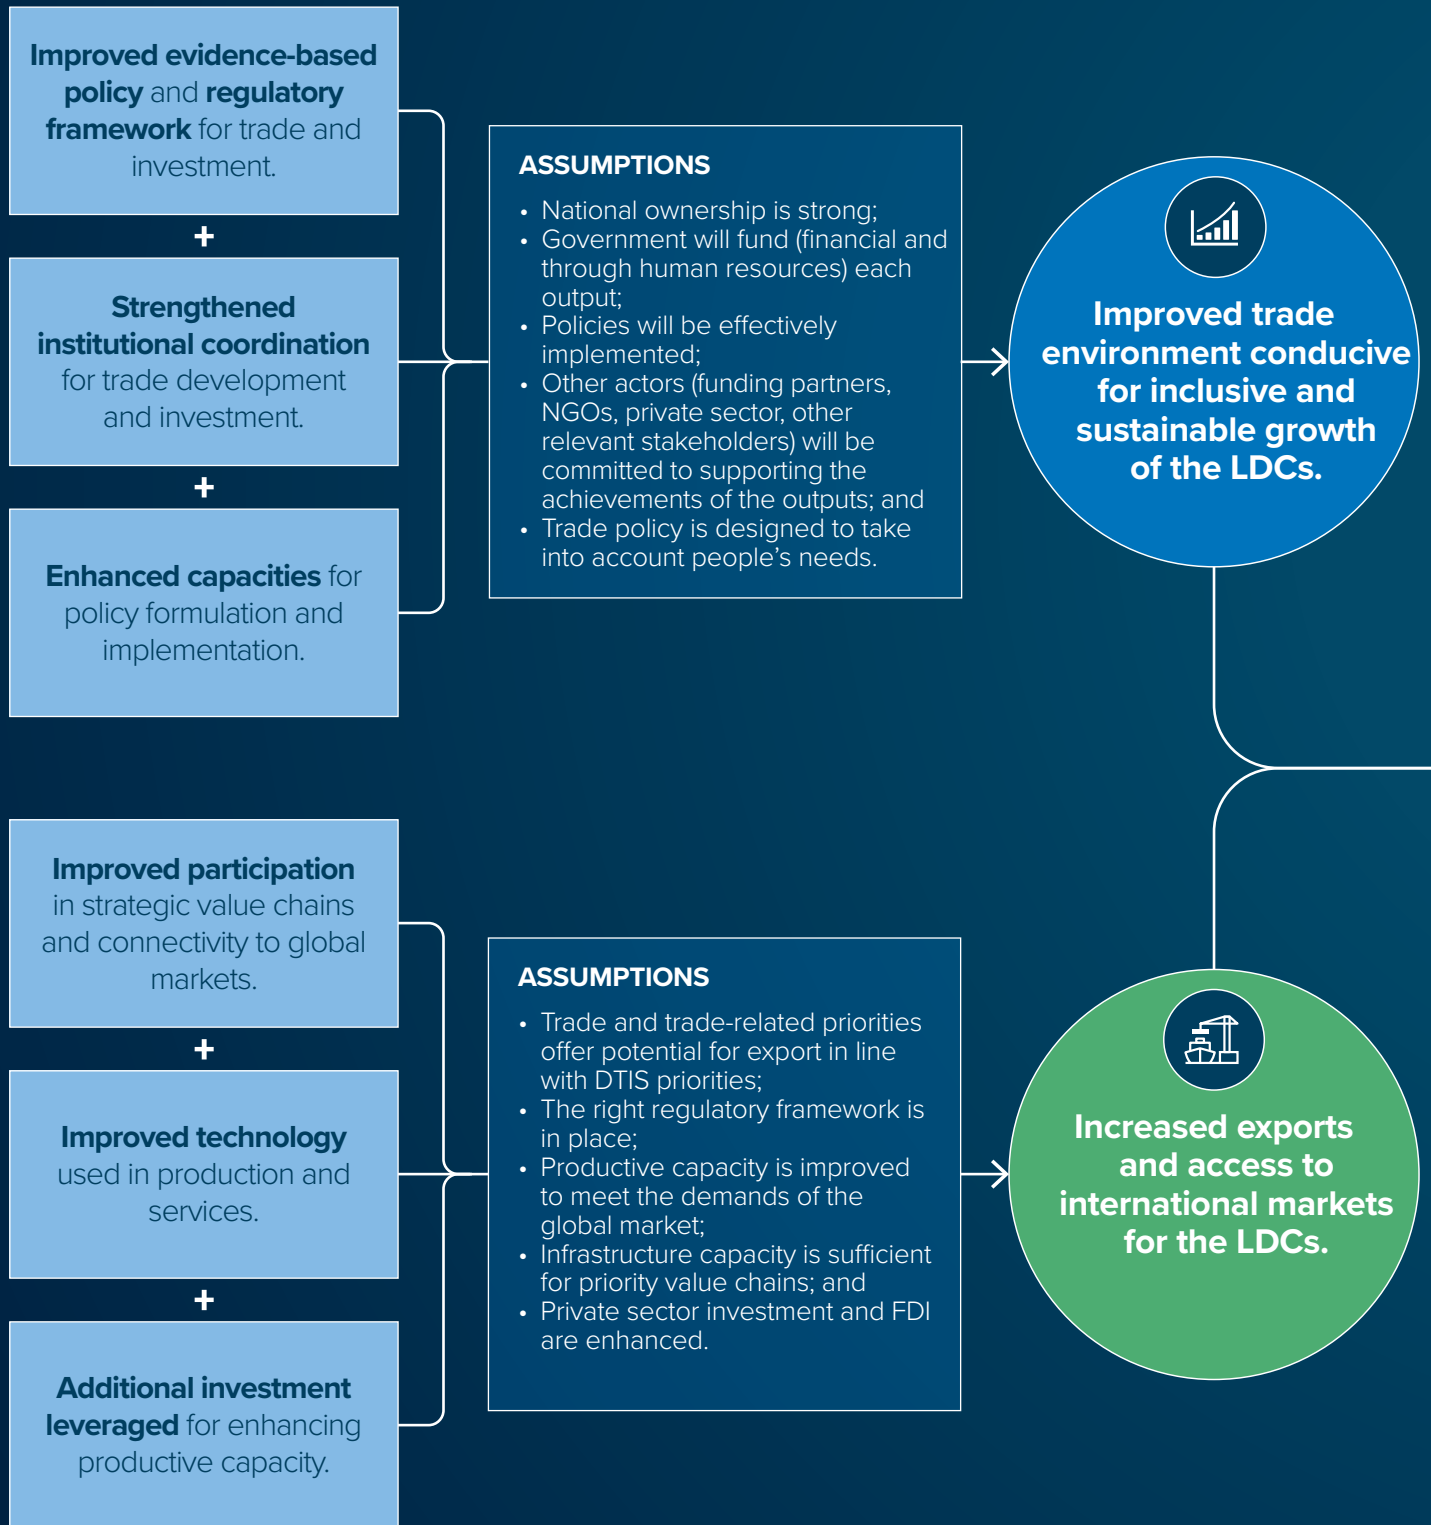 Improved evidence-based
policy and regulatory
framework for trade and
investment.
+
Strengthened
institutional coordination
for trade development
and investment.
+
Enhanced capacities for
policy formulation and
implementation.
ASSUMPTIONS
• National ownership is strong;
• Government will fund (financial and
through human resources) each
output;
• Policies will be effectively
implemented;
• Other actors (funding partners,
NGOs, private sector, other
relevant stakeholders) will be
committed to supporting the
achievements of the outputs; and
• Trade policy is designed to take
into account people’s needs.
Improved trade
environment conducive
for inclusive and
sustainable growth
of the LDCs.
Improved participation
in strategic value chains
and connectivity to global
markets.
+
Improved technology
used in production and
services.
+
Additional investment
leveraged for enhancing
productive capacity.
ASSUMPTIONS
• Trade and trade-related priorities
offer potential for export in line
with DTIS priorities;
• The right regulatory framework is
in place;
• Productive capacity is improved
to meet the demands of the
global market;
• Infrastructure capacity is sufficient
for priority value chains; and
• Private sector investment and FDI
are enhanced.
Increased exports
and access to
international markets
for the LDCs.